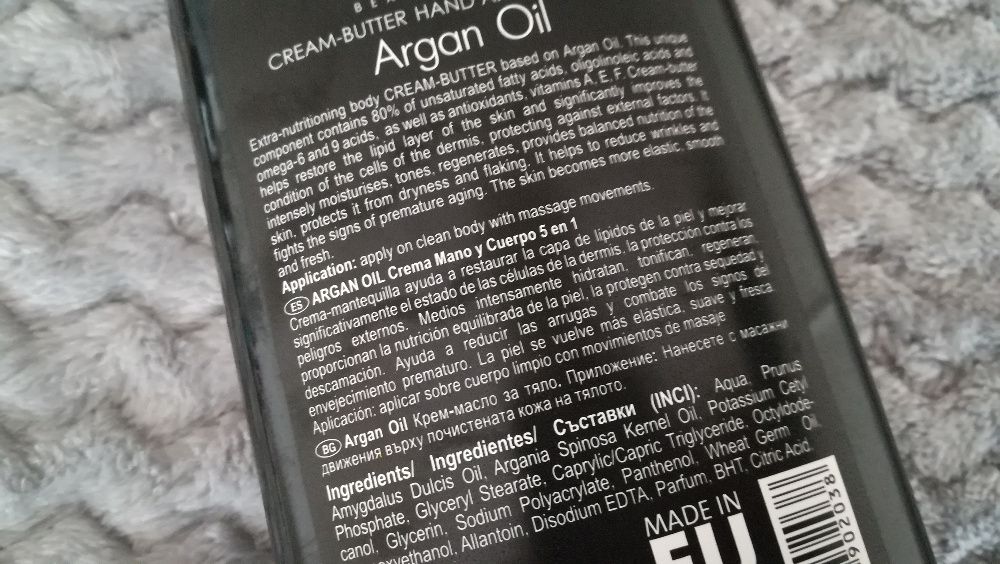 CREAM-BUTTER HAND
Argan Oil
Extra-nutritioning body CREAM-BUTTER based on Argan Oil. This unique
component contains 80% of unsaturated fatty acids, oligolinoleic acids and
omega-6 and 9 acids, as well as antioxidants, vitamins A, E, F. Cream-butter
helps restore the lipid layer of the skin and significantly improves the
condition of the cells of the dermis, protecting against external factors. It
intensely moisturises, tones, regenerates, provides balanced nutrition of the
skin, protects it from dryness and flaking. It helps to reduce wrinkles and
fights the signs of premature aging. The skin becomes more elastic, smooth
and fresh.
Application: apply on clean body with massage movements.
ES ARGAN OIL Crema Mano y Cuerpo 5 en 1
Crema-mantequilla ayuda a restaurar la capa de lípidos de la piel y mejorar
significativamente el estado de las células de la dermis, la protección contra los
peligros externos. Medios intensamente hidratan, tonifican, regeneran,
proporcionan la nutrición equilibrada de la piel, la protegen contra sequedad y
descamación. Ayuda a reducir las arrugas y combate los signos del
envejecimiento prematuro. La piel se vuelve más elástica, suave y fresca
Aplicación: aplicar sobre cuerpo limpio con movimientos de masaje
BG Argan Oil Крем-масло за тяло. Приложение: Нанесете с масажни
движения върху почистената кожа на тялото.
Ingredients/ Ingredientes/ Съставки (INCI): Aqua, Prunus
Amygdalus Dulcis Oil, Argania Spinosa Kernel Oil, Potassium Cetyl
Phosphate, Glyceryl Stearate, Caprylic/Capric Triglyceride, Octyldode-
canol, Glycerin, Sodium Polyacrylate, Panthenol, Wheat Germ Oil,
oxyethanol, Allantoin, Disodium EDTA, Parfum, BHT, Citric Acid.
MADE IN
EU
902038